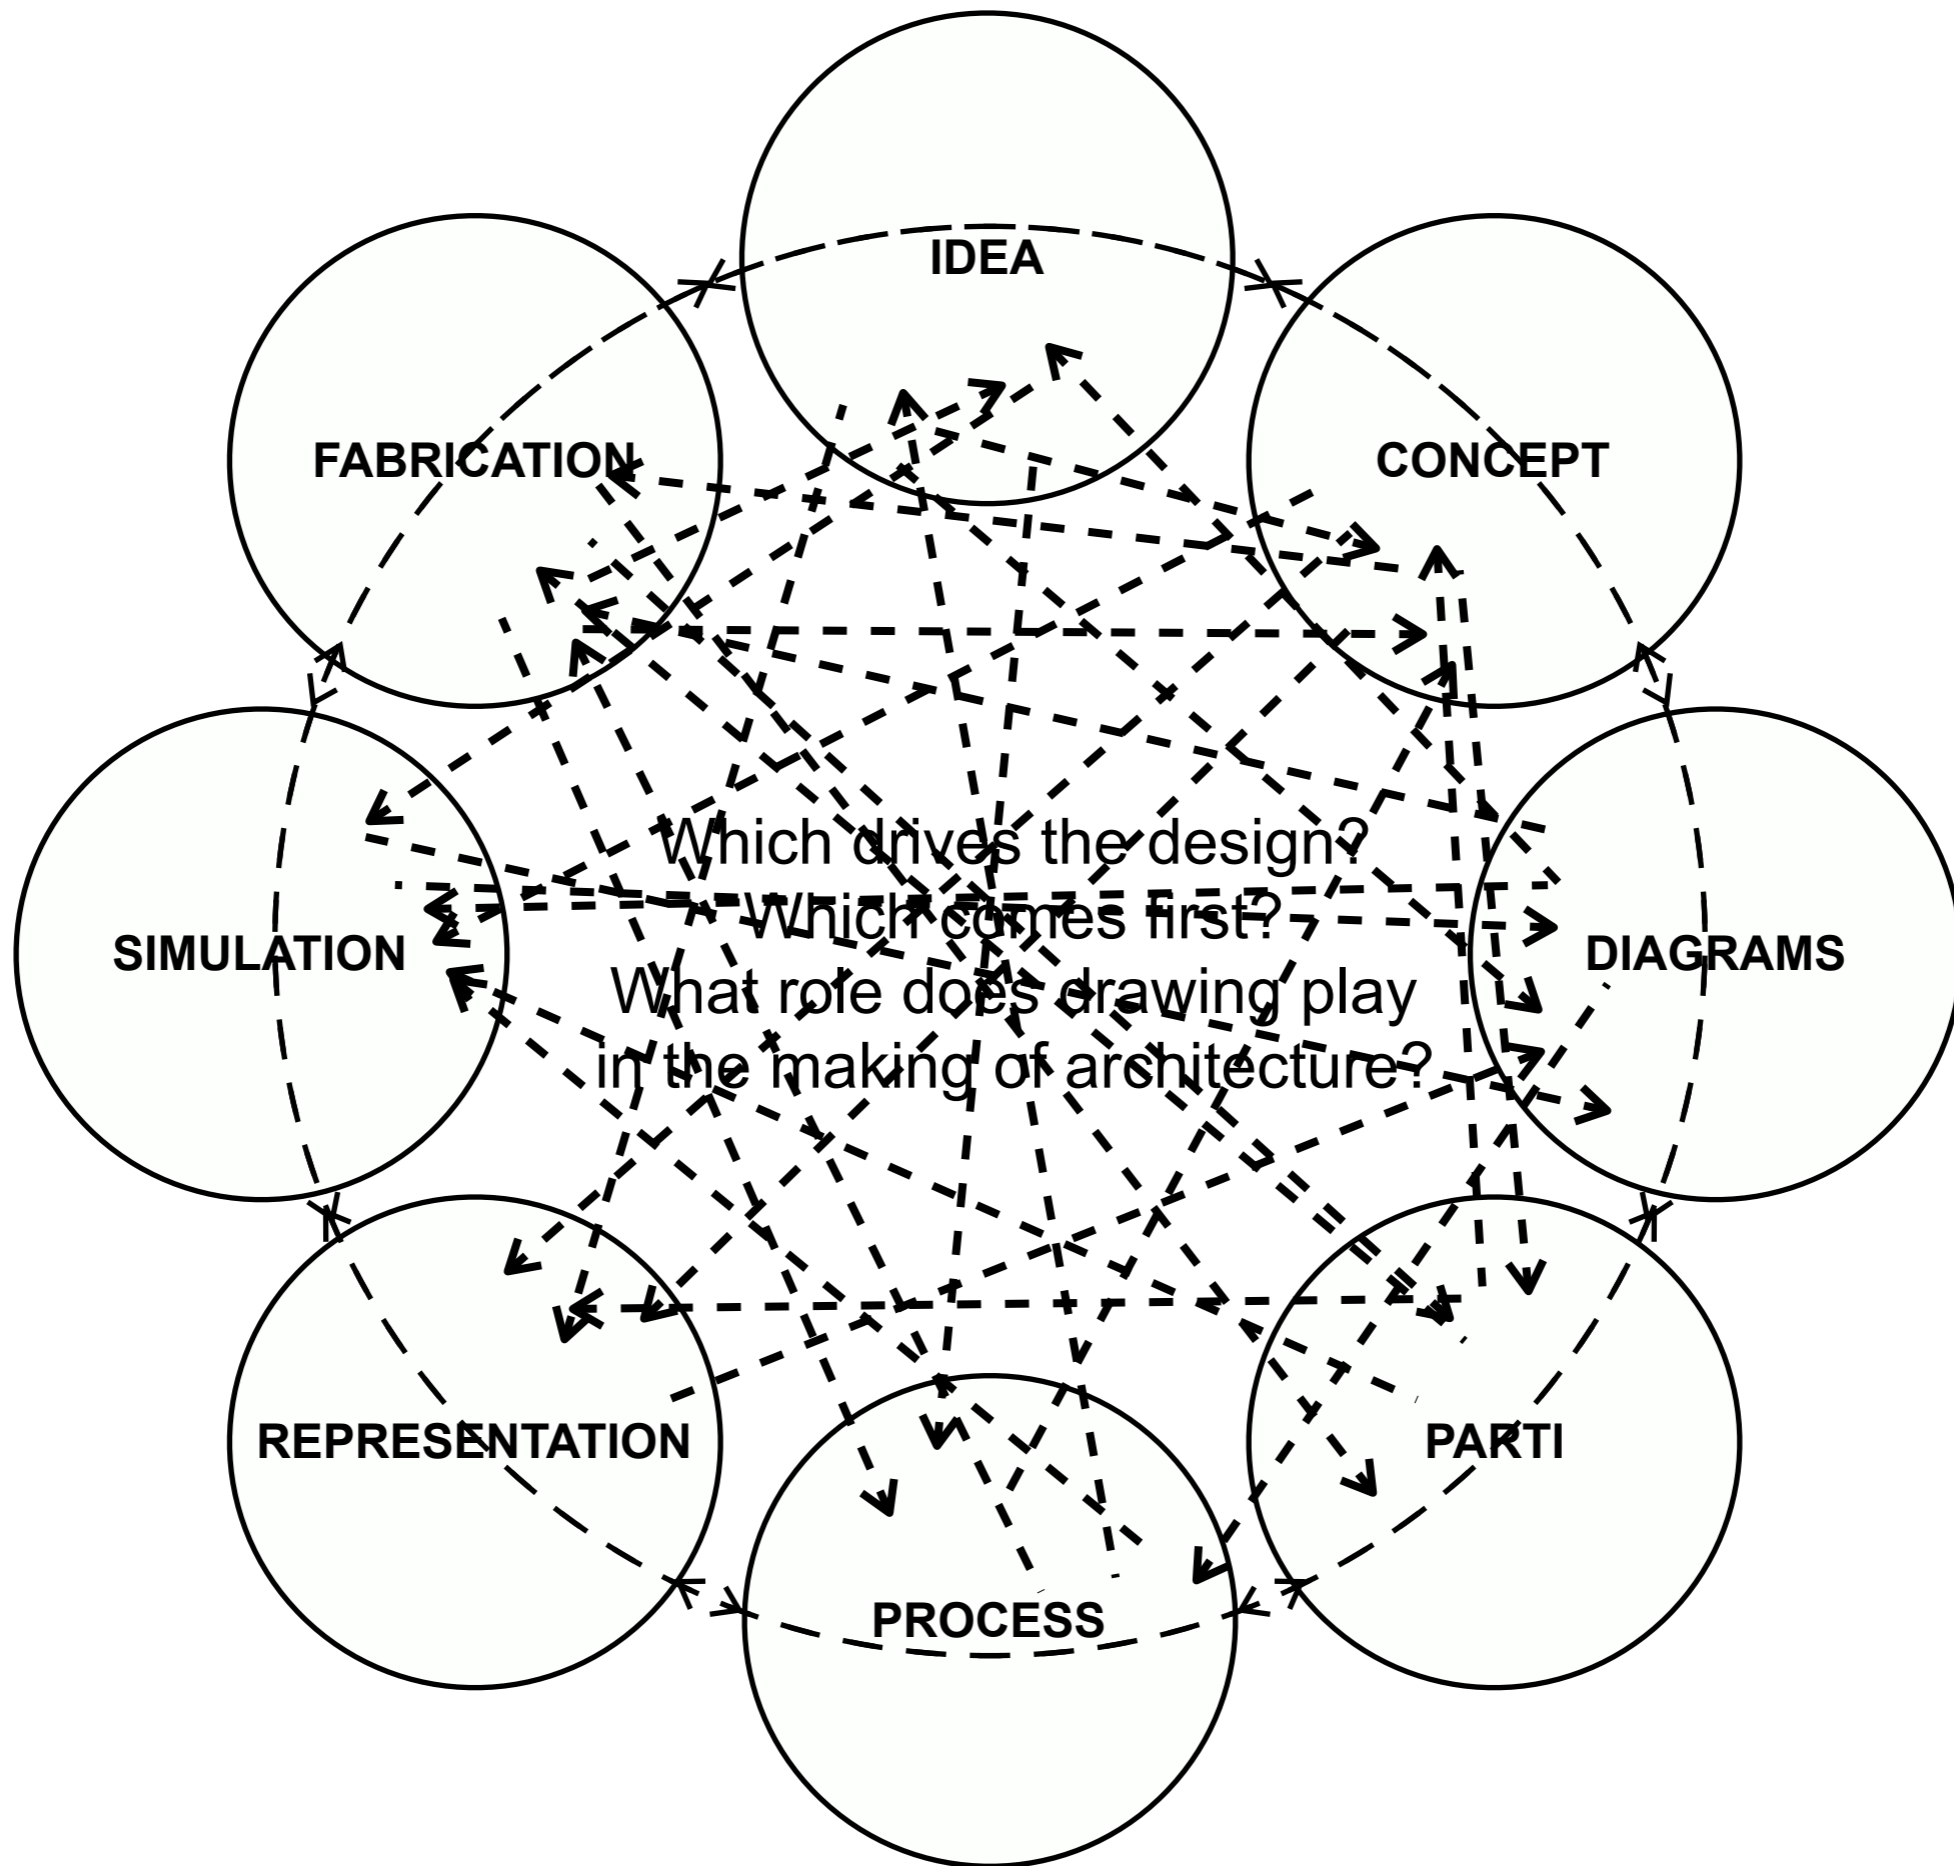 IDEA
FABRICATION
CONCEPT
Which drives the design?
Which comes first?
SIMULATION
DIAGRAMS
What role does drawing play
in the making of architecture?
REPRESENTATION
PARTI
PROCESS